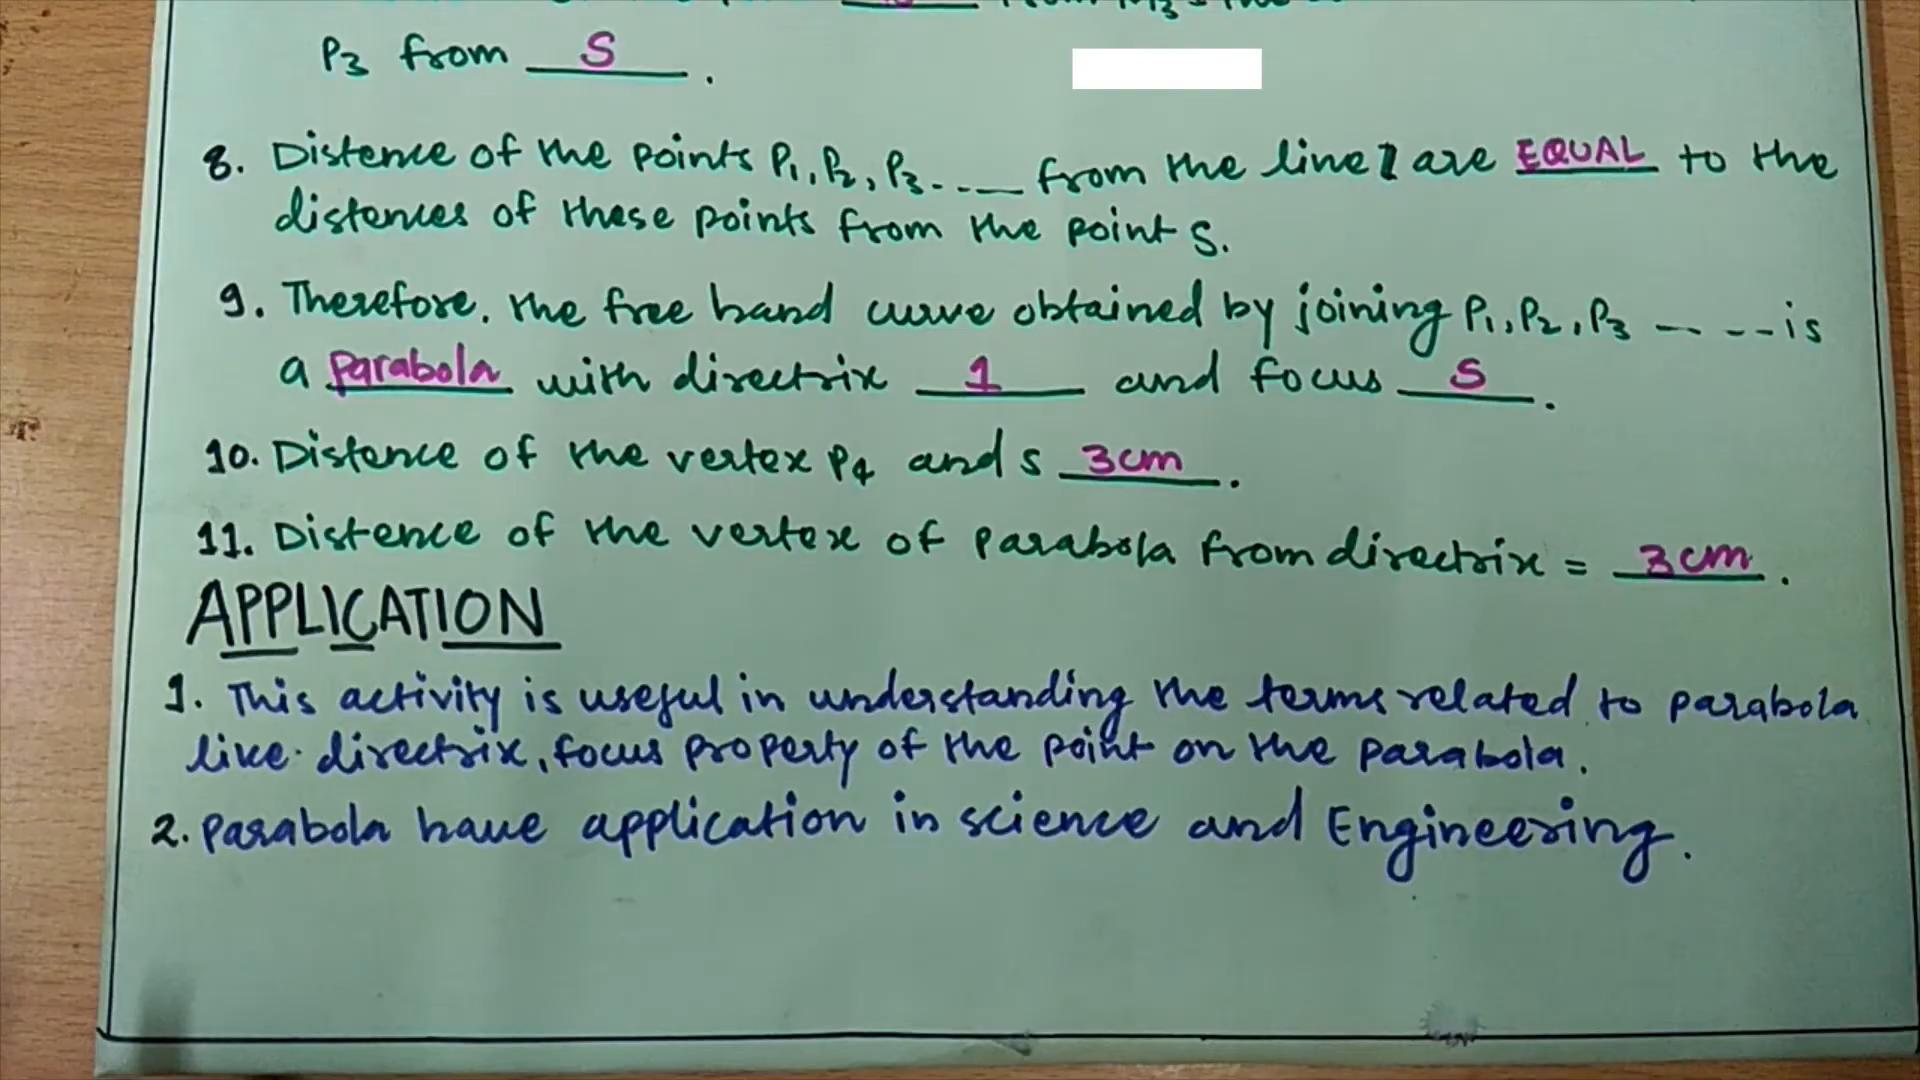 P3 from S.
8. Distence of the points P1, P2, P3.... from the line l are EQUAL to the
distences of these points from the point S.
9. Therefore, the free hand curve obtained by joining P1, P2, P3 ---- is
a Parabola with directrix 1 and focus S.
10. Distence of the vertex P4 and s 3cm.
11. Distence of the vertex of parabola from directrix = 3cm.
APPLICATION
1. This activity is useful in understanding the terms related to parabola
like directrix, focus property of the point on the parabola.
2. parabola have application in science and Engineering.